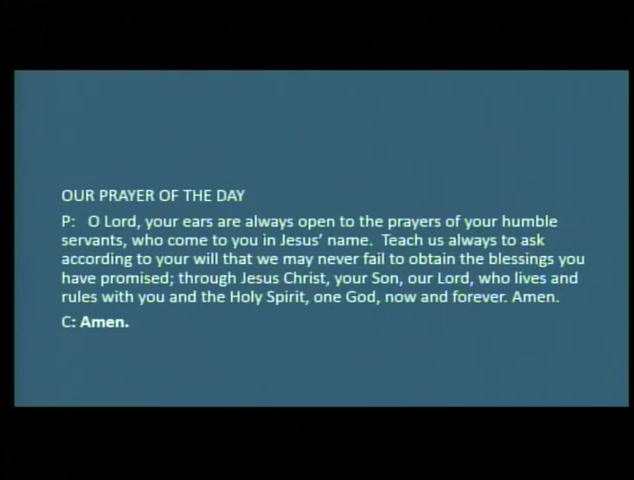 OUR PRAYER OF THE DAY
P: O Lord, your ears are always open to the prayers of your humble
servants, who come to you in Jesus' name. Teach us always to ask
according to your will that we may never fail to obtain the blessings you
have promised; through Jesus Christ, your Son, our Lord, who lives and
rules with you and the Holy Spirit, one God, now and forever. Amen.
C: Amen.